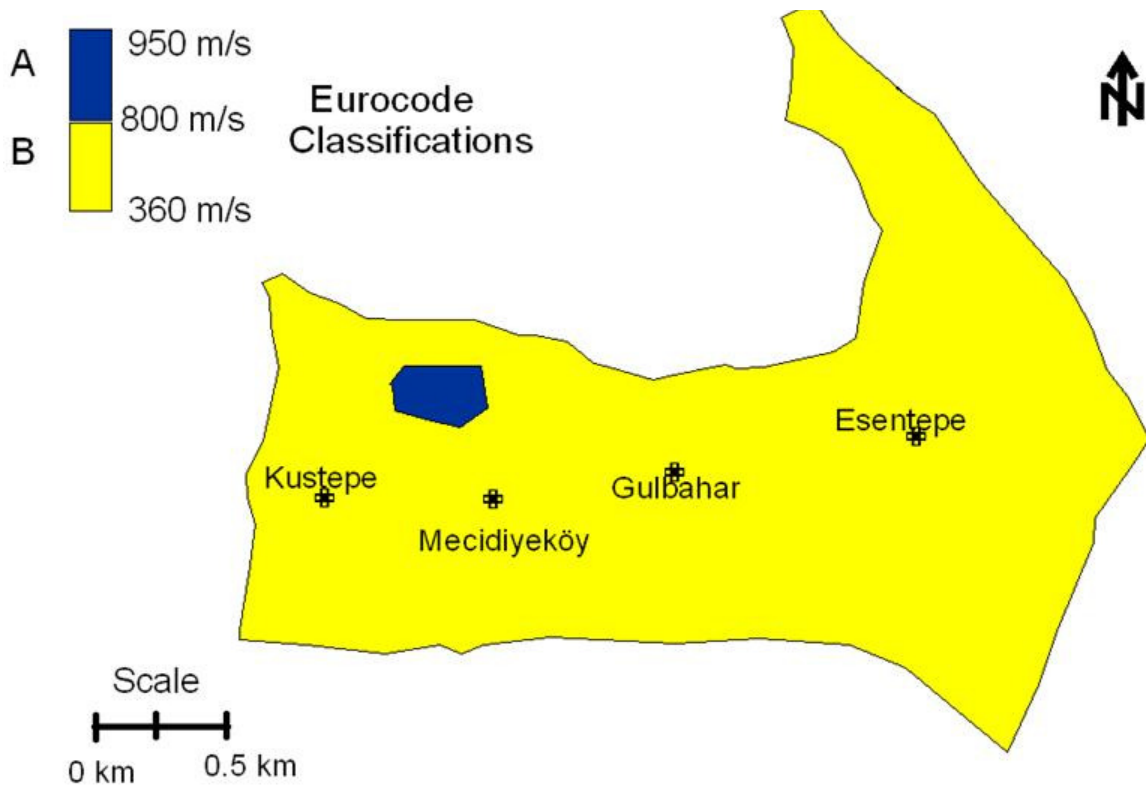 A
950 m/s
800 m/s
B
360 m/s
Eurocode
Classifications
N
Esentepe
Kustepe
Gulbahar
Mecidiyeköy
Scale
0 km
0.5 km